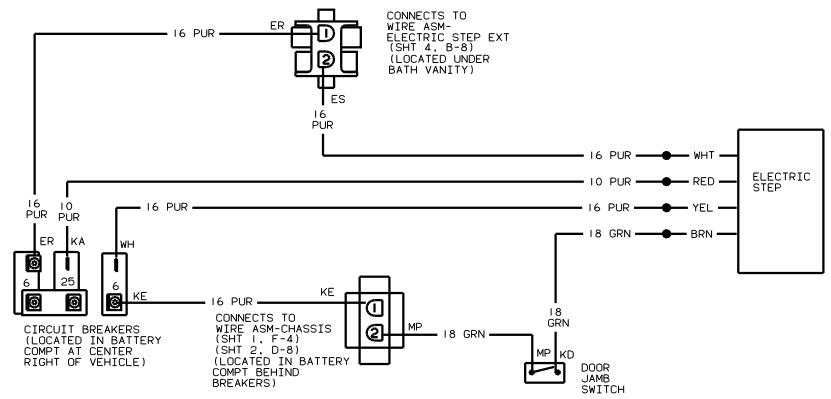 16 PUR
ER
1
2
CONNECTS TO
WIRE ASM-
ELECTRIC STEP EXT
(SHT 4, B-8)
(LOCATED UNDER
BATH VANITY)
ES
16
PUR
16 PUR
WHT
10 PUR
RED
16 PUR
16 PUR
YEL
18 GRN
BRN
ELECTRIC
STEP
16
PUR
10
PUR
ER
KA
WH
6
25
6
KE
16 PUR
KE
1
2
MP
18 GRN
18
GRN
CIRCUIT BREAKERS
(LOCATED IN BATTERY
COMPT AT CENTER
RIGHT OF VEHICLE)
CONNECTS TO
WIRE ASM-CHASSIS
(SHT 1, F-4)
(SHT 2, D-8)
(LOCATED IN BATTERY
COMPT BEHIND
BREAKERS)
MP
KD
DOOR
JAMB
SWITCH